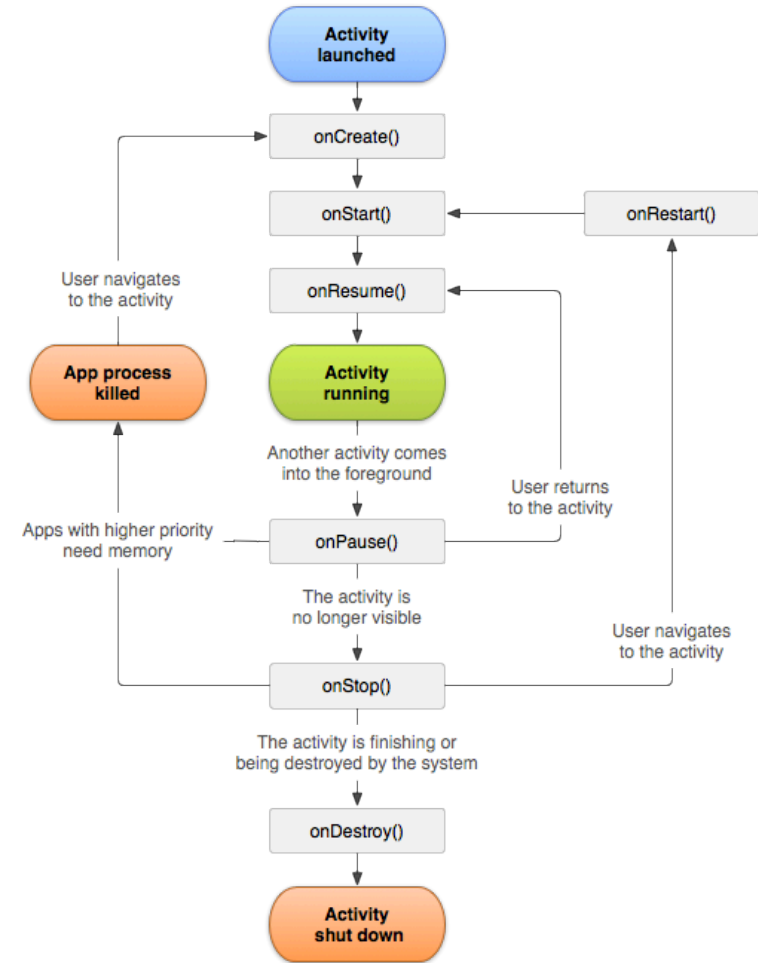 Activity
launched
onCreate()
onStart()
onRestart()
User navigates
to the activity
onResume()
App process
killed
Activity
running
Another activity comes
into the foreground
User returns
to the activity
Apps with higher priority
need memory
onPause()
The activity is
no longer visible
User navigates
to the activity
onStop()
The activity is finishing or
being destroyed by the system
onDestroy()
Activity
shut down